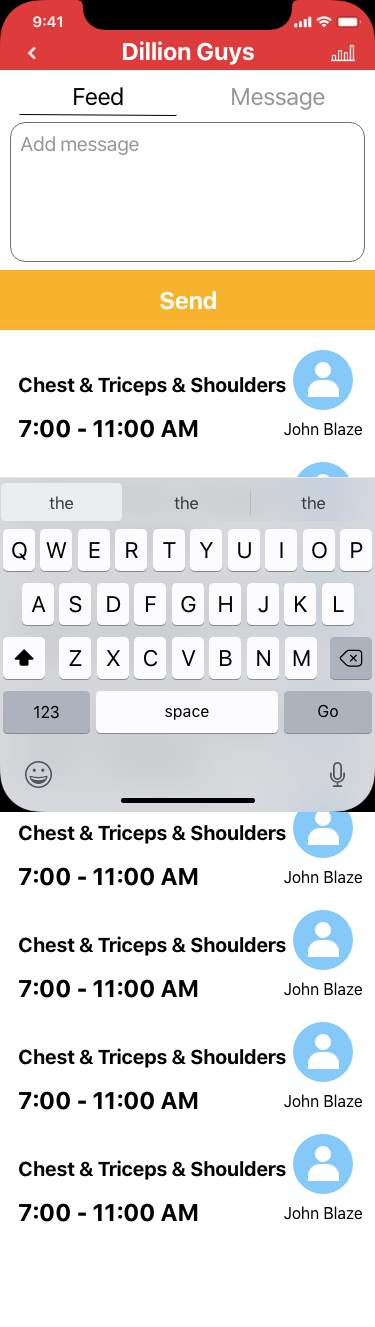 9:41
Dillion Guys
Feed Message
Add message
Send
Chest & Triceps & Shoulders
7:00 - 11:00 AM
John Blaze
the the the
Q W E R T Y U I O P
A S D F G H J K L
Z X C V B N M
123 space Go
Chest & Triceps & Shoulders
7:00 - 11:00 AM
John Blaze
Chest & Triceps & Shoulders
7:00 - 11:00 AM
John Blaze
Chest & Triceps & Shoulders
7:00 - 11:00 AM
John Blaze
Chest & Triceps & Shoulders
7:00 - 11:00 AM
John Blaze